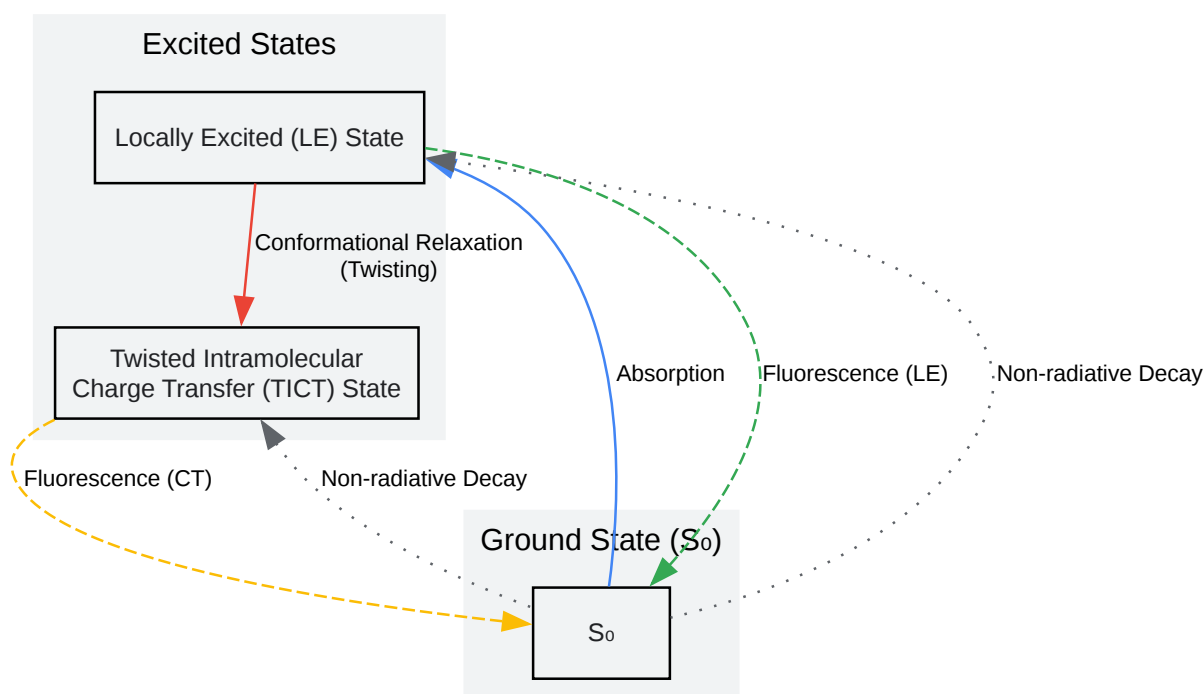 Excited States
Locally Excited (LE) State
Conformational Relaxation
(Twisting)
Twisted Intramolecular
Charge Transfer (TICT) State
Absorption
Fluorescence (LE)
Non-radiative Decay
Fluorescence (CT)
Non-radiative Decay
Ground State (S₀)
S₀